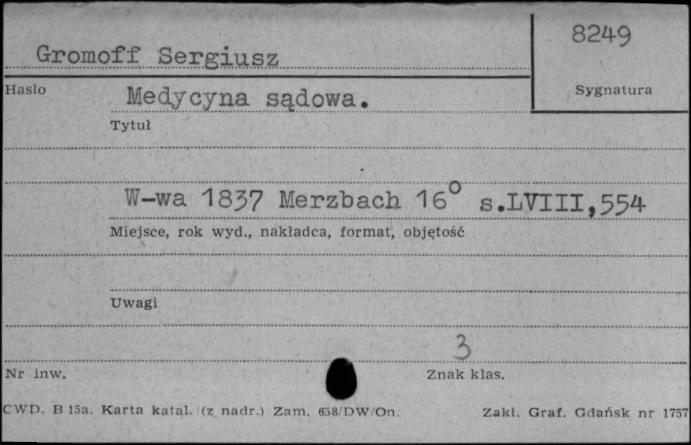 8249
Gromoff Sergiusz
Hasło
Sygnatura
Medycyna sądowa.
Tytuł
W-wa 1837 Merzbach 16° s.LVIII,554
Miejsce, rok wyd., nakładca, format, objętość
Uwagi
3
Nr inw.
Znak klas.
CWD. B 15a. Karta katal. (z nadr.) Zam. 658/DW/On. Zakł. Graf. Gdańsk nr 1757